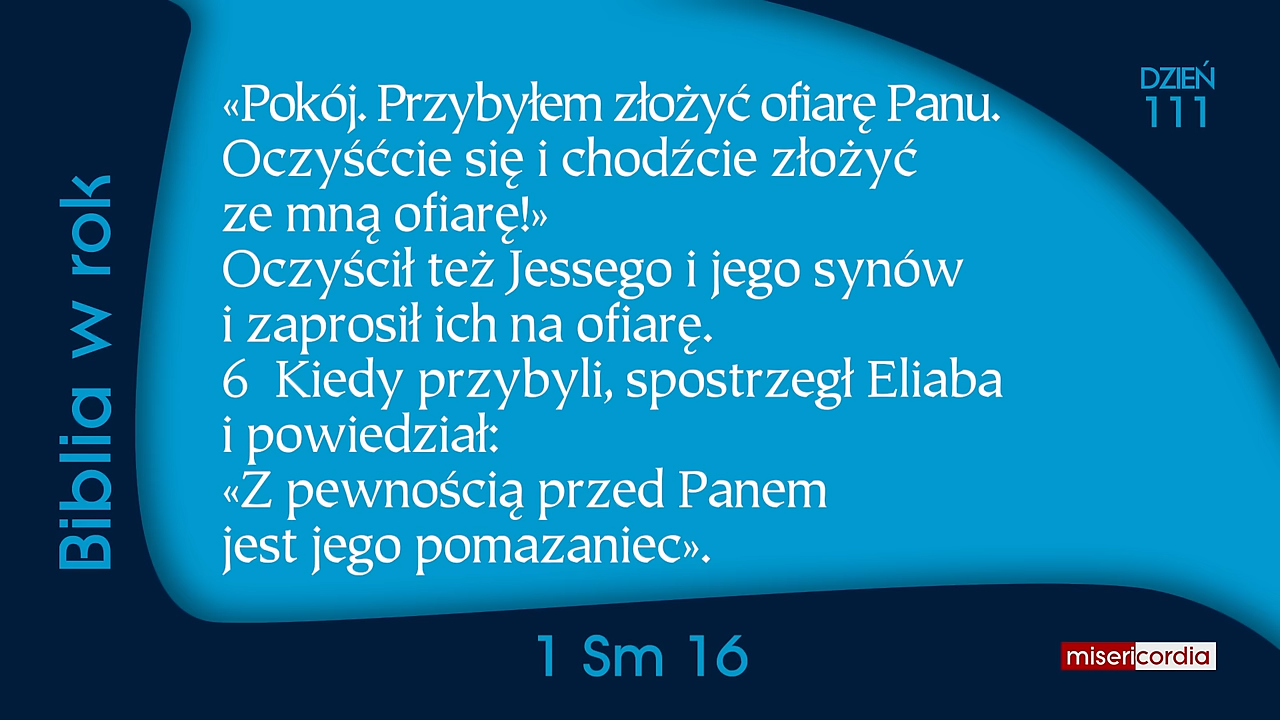 DZIEŃ
111
«Pokój. Przybyłem złożyć ofiarę Panu.
Oczyśćcie się i chodźcie złożyć
ze mną ofiarę!»
Oczyścił też Jessego i jego synów
i zaprosił ich na ofiarę.
6 Kiedy przybyli, spostrzegł Eliaba
i powiedział:
«Z pewnością przed Panem
jest jego pomazaniec».
Biblia w rok
1 Sm 16
misericordia